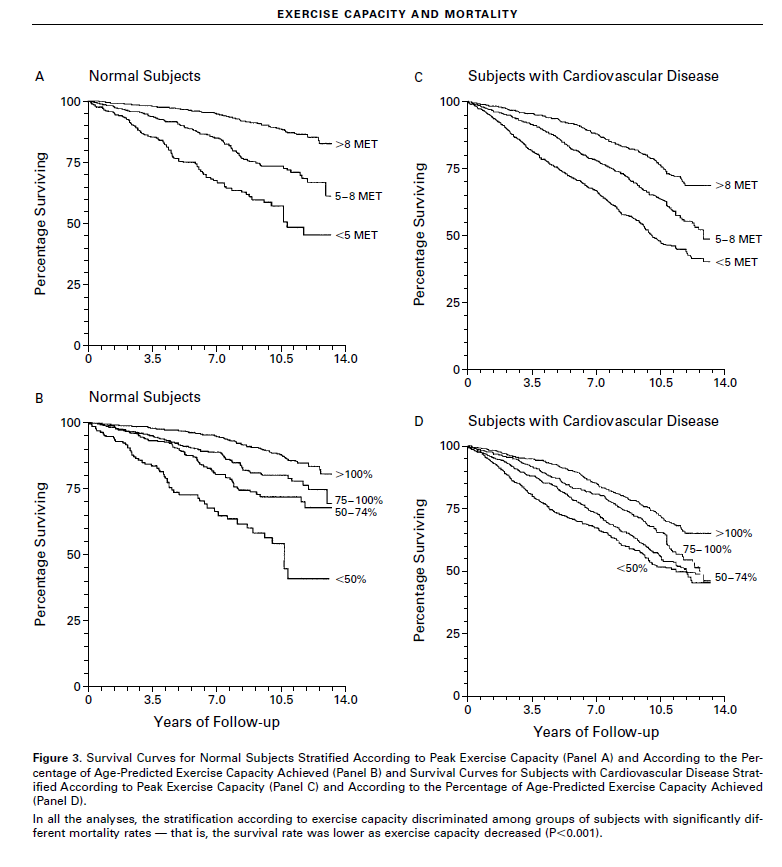 EXERCISE CAPACITY AND MORTALITY
A
Normal Subjects
Percentage Surviving
100
75
50
25
0
>8 MET
5–8 MET
<5 MET
0 3.5 7.0 10.5 14.0
B
Normal Subjects
Percentage Surviving
100
75
50
25
0
>100%
75–100%
50–74%
<50%
0 3.5 7.0 10.5 14.0
Years of Follow-up
C
Subjects with Cardiovascular Disease
Percentage Surviving
100
75
50
25
0
>8 MET
5–8 MET
<5 MET
0 3.5 7.0 10.5 14.0
D
Subjects with Cardiovascular Disease
Percentage Surviving
100
75
50
25
0
>100%
75–100%
<50%
50–74%
0 3.5 7.0 10.5 14.0
Years of Follow-up
Figure 3. Survival Curves for Normal Subjects Stratified According to Peak Exercise Capacity (Panel A) and According to the Per-
centage of Age-Predicted Exercise Capacity Achieved (Panel B) and Survival Curves for Subjects with Cardiovascular Disease Strat-
ified According to Peak Exercise Capacity (Panel C) and According to the Percentage of Age-Predicted Exercise Capacity Achieved
(Panel D).
In all the analyses, the stratification according to exercise capacity discriminated among groups of subjects with significantly dif-
ferent mortality rates — that is, the survival rate was lower as exercise capacity decreased (P<0.001).